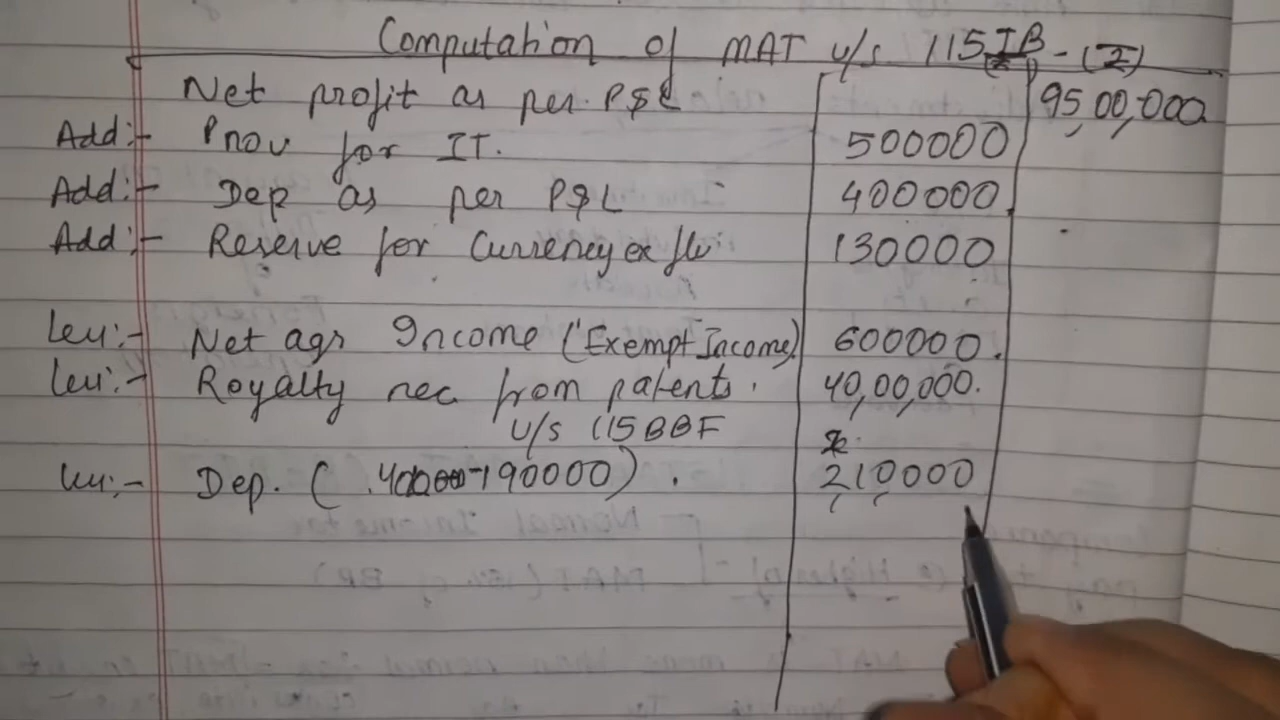 Computation of MAT u/s 115JB - (I)
Net profit as per P&L 95,00,000
Add:- Prov for IT. 500000
Add:- Dep as per P&L - 400000
Add:- Reserve for Currency ex flu 130000
Less:- Net agr Income (Exempt Income) 600000.
Less:- Royalty rec from patents. 40,00,000.
u/s 115BBF
Less:- Dep. (400000-190000). 210000